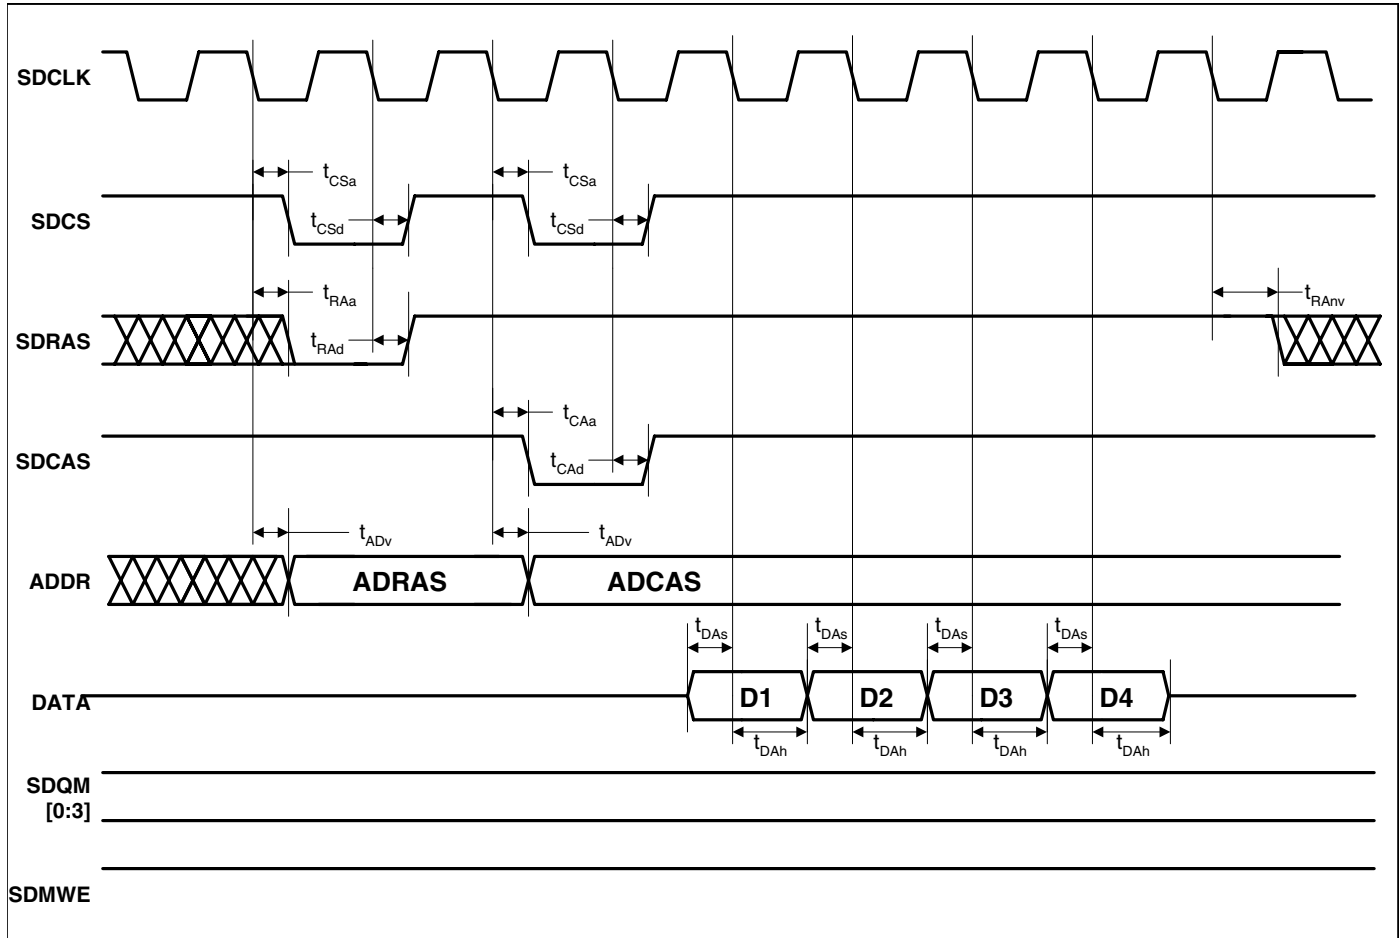 SDCLK
tCSa tCSa
SDCS
tCSd tCSd
tRAa tRAnv
SDRAS
tRAd
tCAa
SDCAS
tCAd
tADv tADv
ADDR ADRAS ADCAS
tDAs tDAs tDAs tDAs
DATA D1 D2 D3 D4
tDAh tDAh tDAh tDAh
SDQM
[0:3]
SDMWE